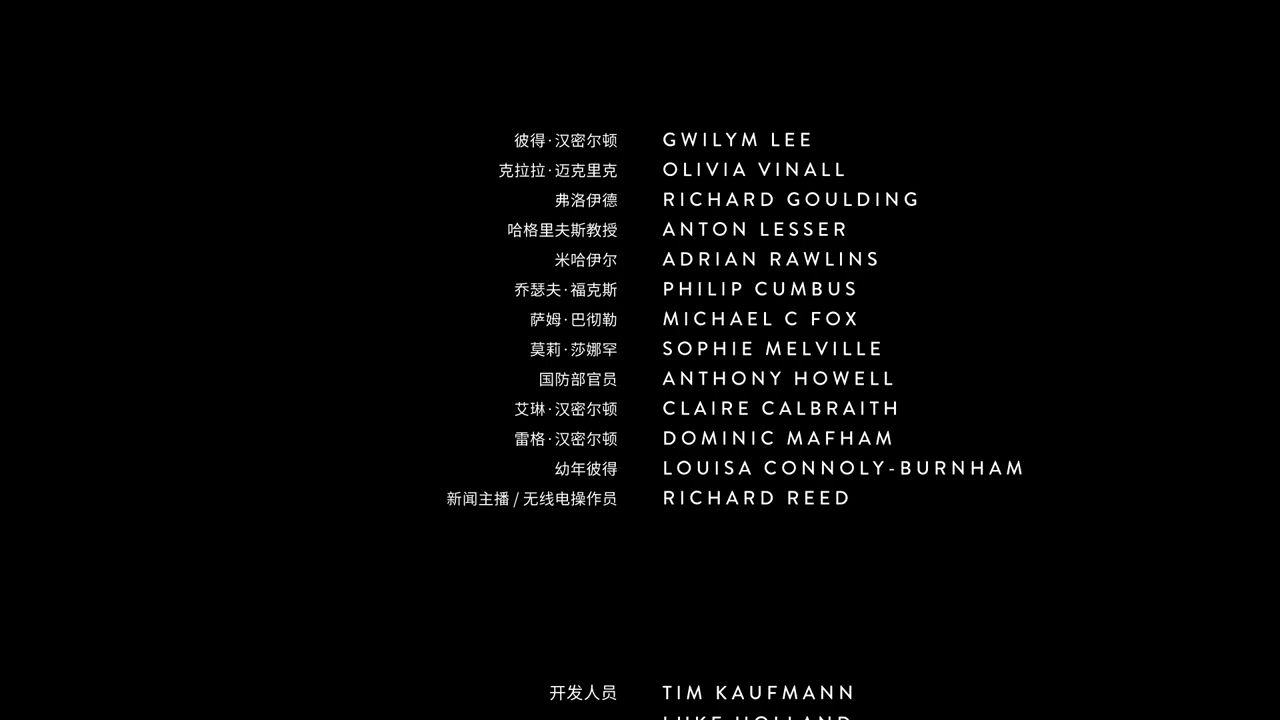 彼得·汉密尔顿 GWILYM LEE
克拉拉·迈克里克 OLIVIA VINALL
弗洛伊德 RICHARD GOULDING
哈格里夫斯教授 ANTON LESSER
米哈伊尔 ADRIAN RAWLINS
乔瑟夫·福克斯 PHILIP CUMBUS
萨姆·巴彻勒 MICHAEL C FOX
莫莉·莎娜罕 SOPHIE MELVILLE
国防部官员 ANTHONY HOWELL
艾琳·汉密尔顿 CLAIRE CALBRAITH
雷格·汉密尔顿 DOMINIC MAFHAM
幼年彼得 LOUISA CONNOLY-BURNHAM
新闻主播 / 无线电操作员 RICHARD REED
开发人员 TIM KAUFMANN
LUKE HOLLAND